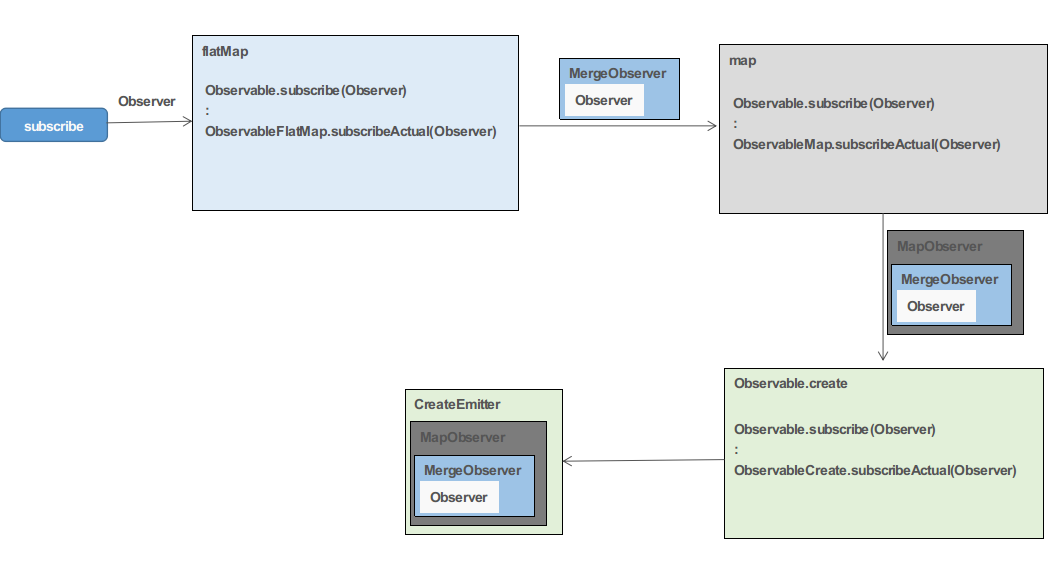 subscribe
Observer
flatMap
Observable.subscribe(Observer)
:
ObservableFlatMap.subscribeActual(Observer)
MergeObserver
Observer
map
Observable.subscribe(Observer)
:
ObservableMap.subscribeActual(Observer)
MapObserver
MergeObserver
Observer
Observable.create
Observable.subscribe(Observer)
:
ObservableCreate.subscribeActual(Observer)
CreateEmitter
MapObserver
MergeObserver
Observer